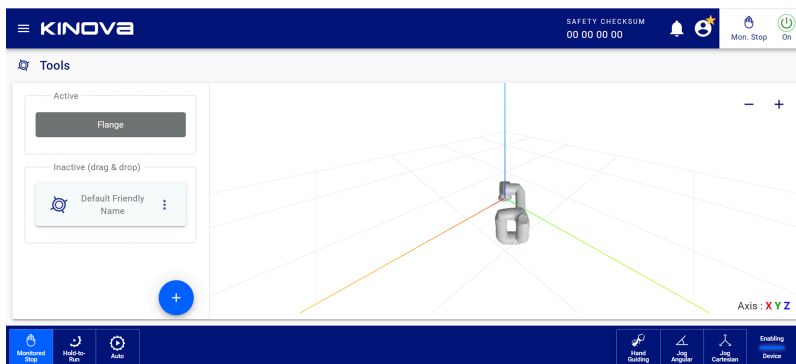 KINOVA
SAFETY CHECKSUM
00 00 00 00
Mon. Stop
On
Tools
Active
Flange
Inactive (drag & drop)
Default Friendly
Name
Axis : X Y Z
Monitored
Stop
Hold-to-
Run
Auto
Hand
Guiding
Jog
Angular
Jog
Cartesian
Enabling
Device